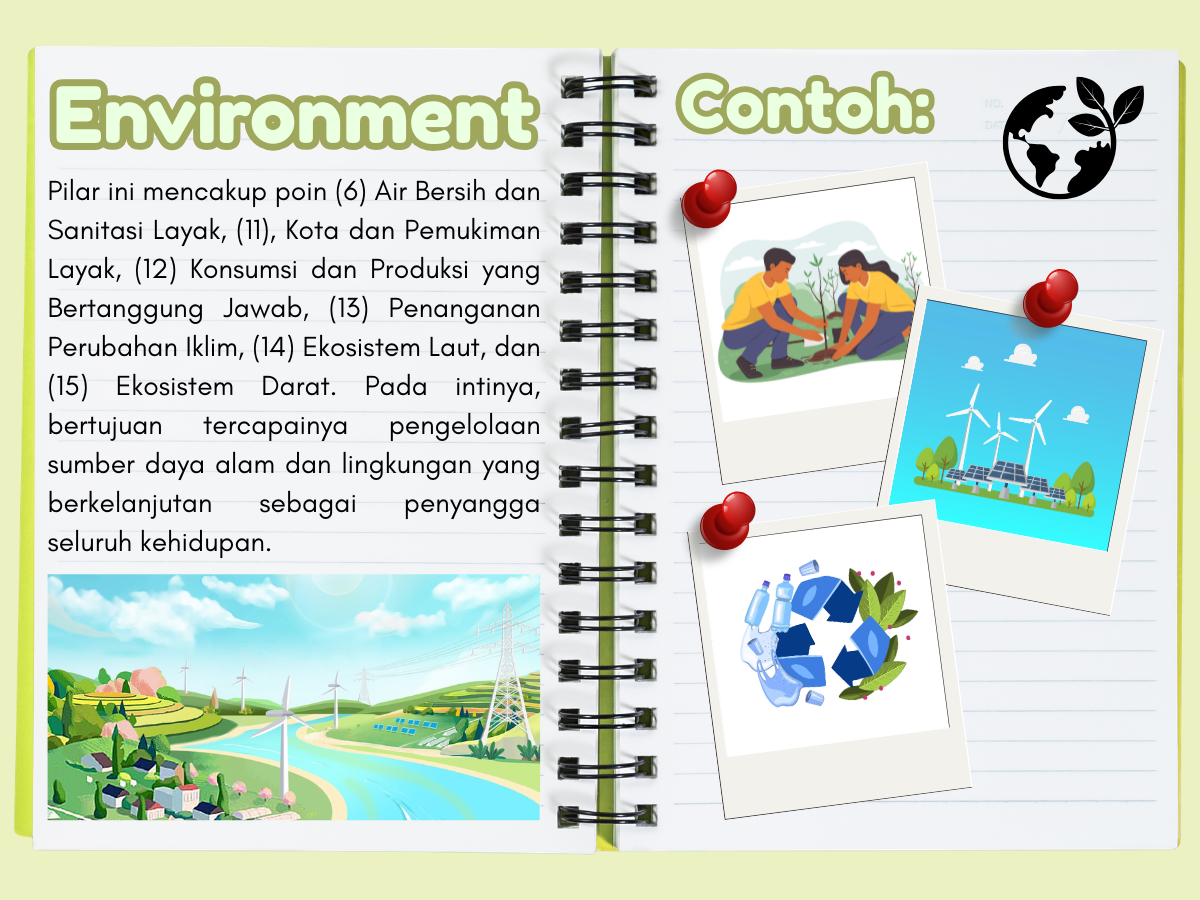 Environment
Pilar ini mencakup poin (6) Air Bersih dan
Sanitasi Layak, (11), Kota dan Pemukiman
Layak, (12) Konsumsi dan Produksi yang
Bertanggung Jawab, (13) Penanganan
Perubahan Iklim, (14) Ekosistem Laut, dan
(15) Ekosistem Darat. Pada intinya,
bertujuan tercapainya pengelolaan
sumber daya alam dan lingkungan yang
berkelanjutan sebagai penyangga
seluruh kehidupan.
Contoh:
NO.